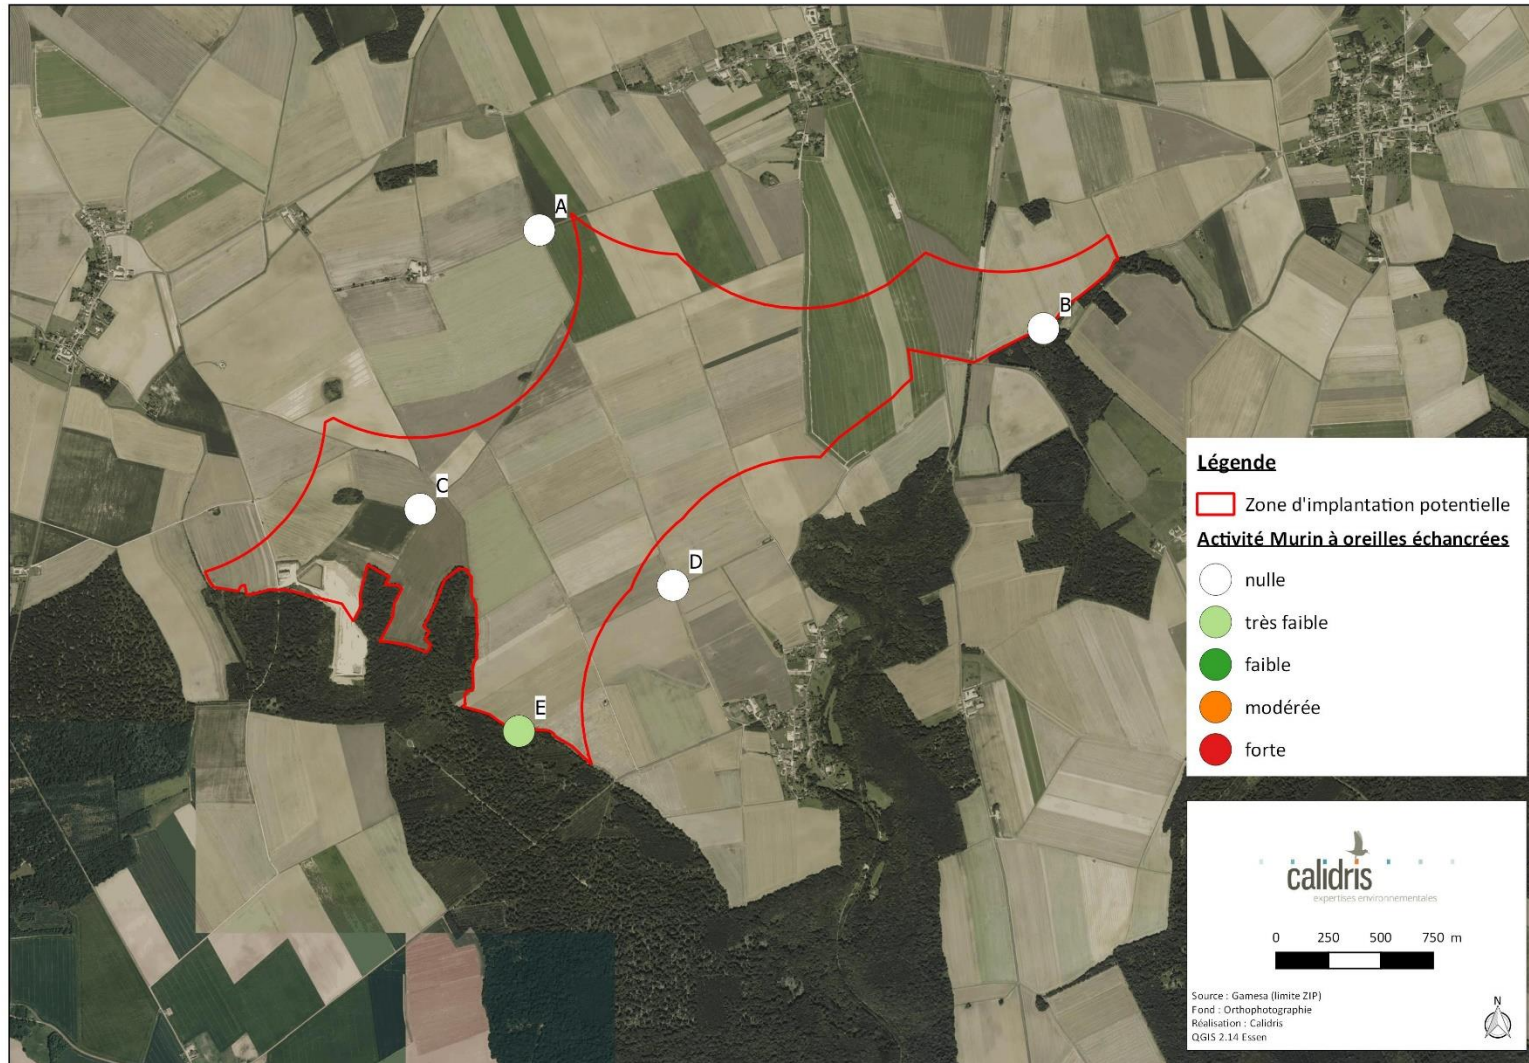 A
B
C
D
E
Légende
Zone d'implantation potentielle
Activité Murin à oreilles échancrées
nulle
très faible
faible
modérée
forte
calidris
expertises environnementales
0 250 500 750 m
Source : Gamesa (limite ZIP)
Fond : Orthophotographie
Réalisation : Calidris
QGIS 2.14 Essen
N